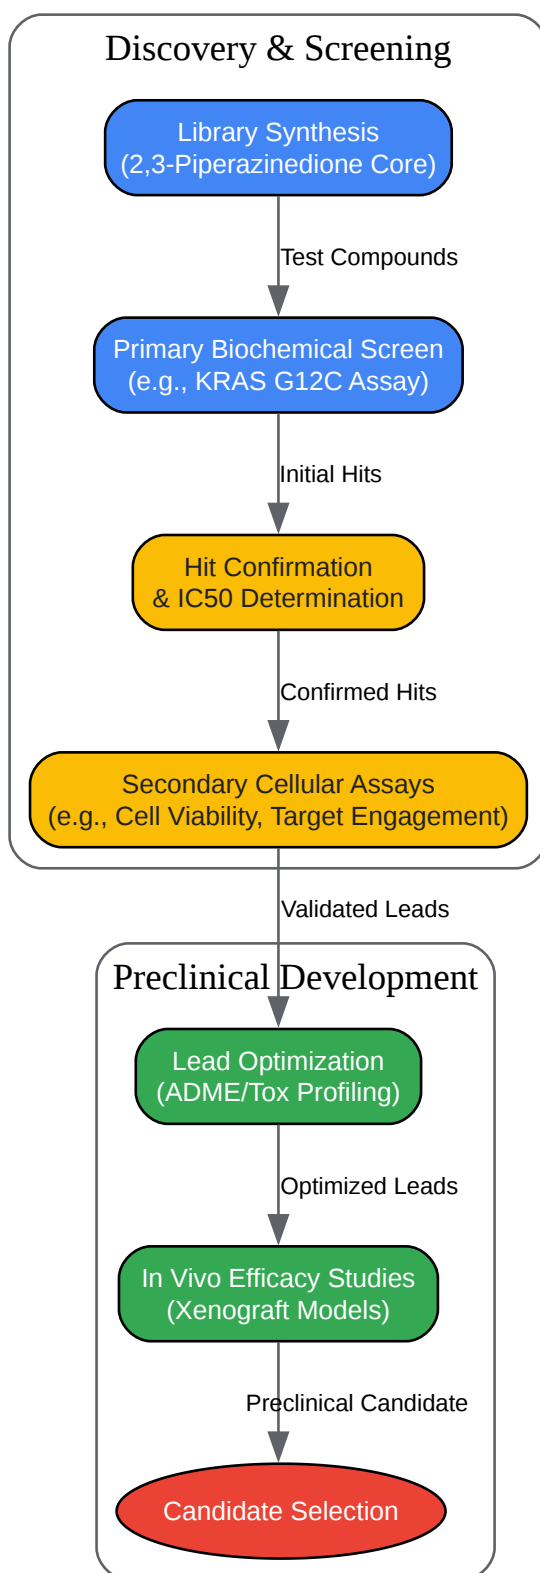 Discovery & Screening
Library Synthesis
(2,3-Piperazinedione Core)
Test Compounds
Primary Biochemical Screen
(e.g., KRAS G12C Assay)
Initial Hits
Hit Confirmation
& IC50 Determination
Confirmed Hits
Secondary Cellular Assays
(e.g., Cell Viability, Target Engagement)
Validated Leads
Preclinical Development
Lead Optimization
(ADME/Tox Profiling)
Optimized Leads
In Vivo Efficacy Studies
(Xenograft Models)
Preclinical Candidate
Candidate Selection